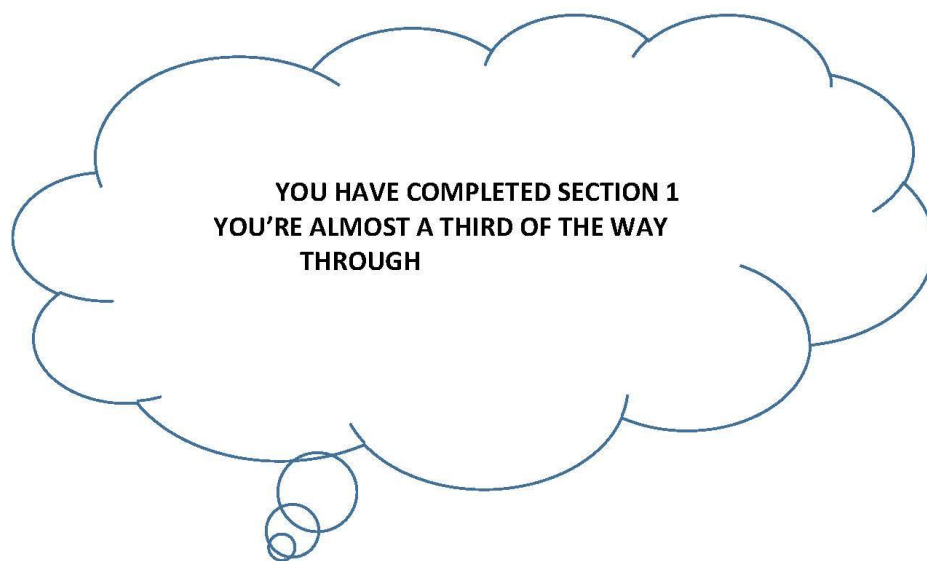 YOU HAVE COMPLETED SECTION 1
YOU’RE ALMOST A THIRD OF THE WAY
THROUGH